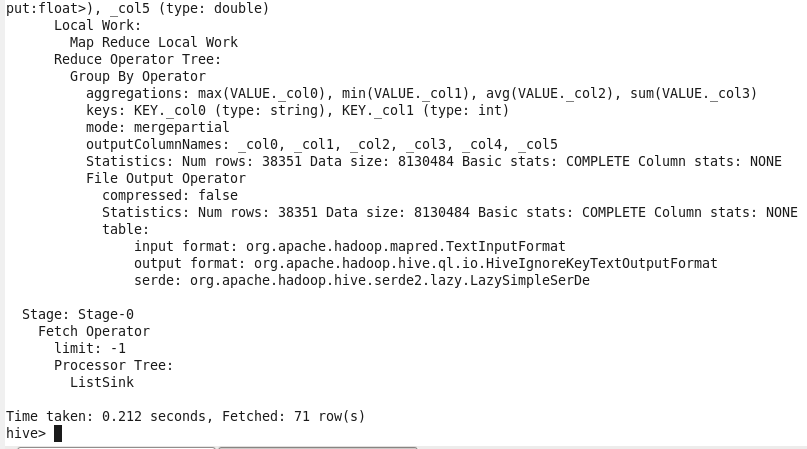 put:float>), _col5 (type: double)
Local Work:
Map Reduce Local Work
Reduce Operator Tree:
Group By Operator
aggregations: max(VALUE._col0), min(VALUE._col1), avg(VALUE._col2), sum(VALUE._col3)
keys: KEY._col0 (type: string), KEY._col1 (type: int)
mode: mergepartial
outputColumnNames: _col0, _col1, _col2, _col3, _col4, _col5
Statistics: Num rows: 38351 Data size: 8130484 Basic stats: COMPLETE Column stats: NONE
File Output Operator
compressed: false
Statistics: Num rows: 38351 Data size: 8130484 Basic stats: COMPLETE Column stats: NONE
table:
input format: org.apache.hadoop.mapred.TextInputFormat
output format: org.apache.hadoop.hive.ql.io.HiveIgnoreKeyTextOutputFormat
serde: org.apache.hadoop.hive.serde2.lazy.LazySimpleSerDe
Stage: Stage-0
Fetch Operator
limit: -1
Processor Tree:
ListSink
Time taken: 0.212 seconds, Fetched: 71 row(s)
hive>